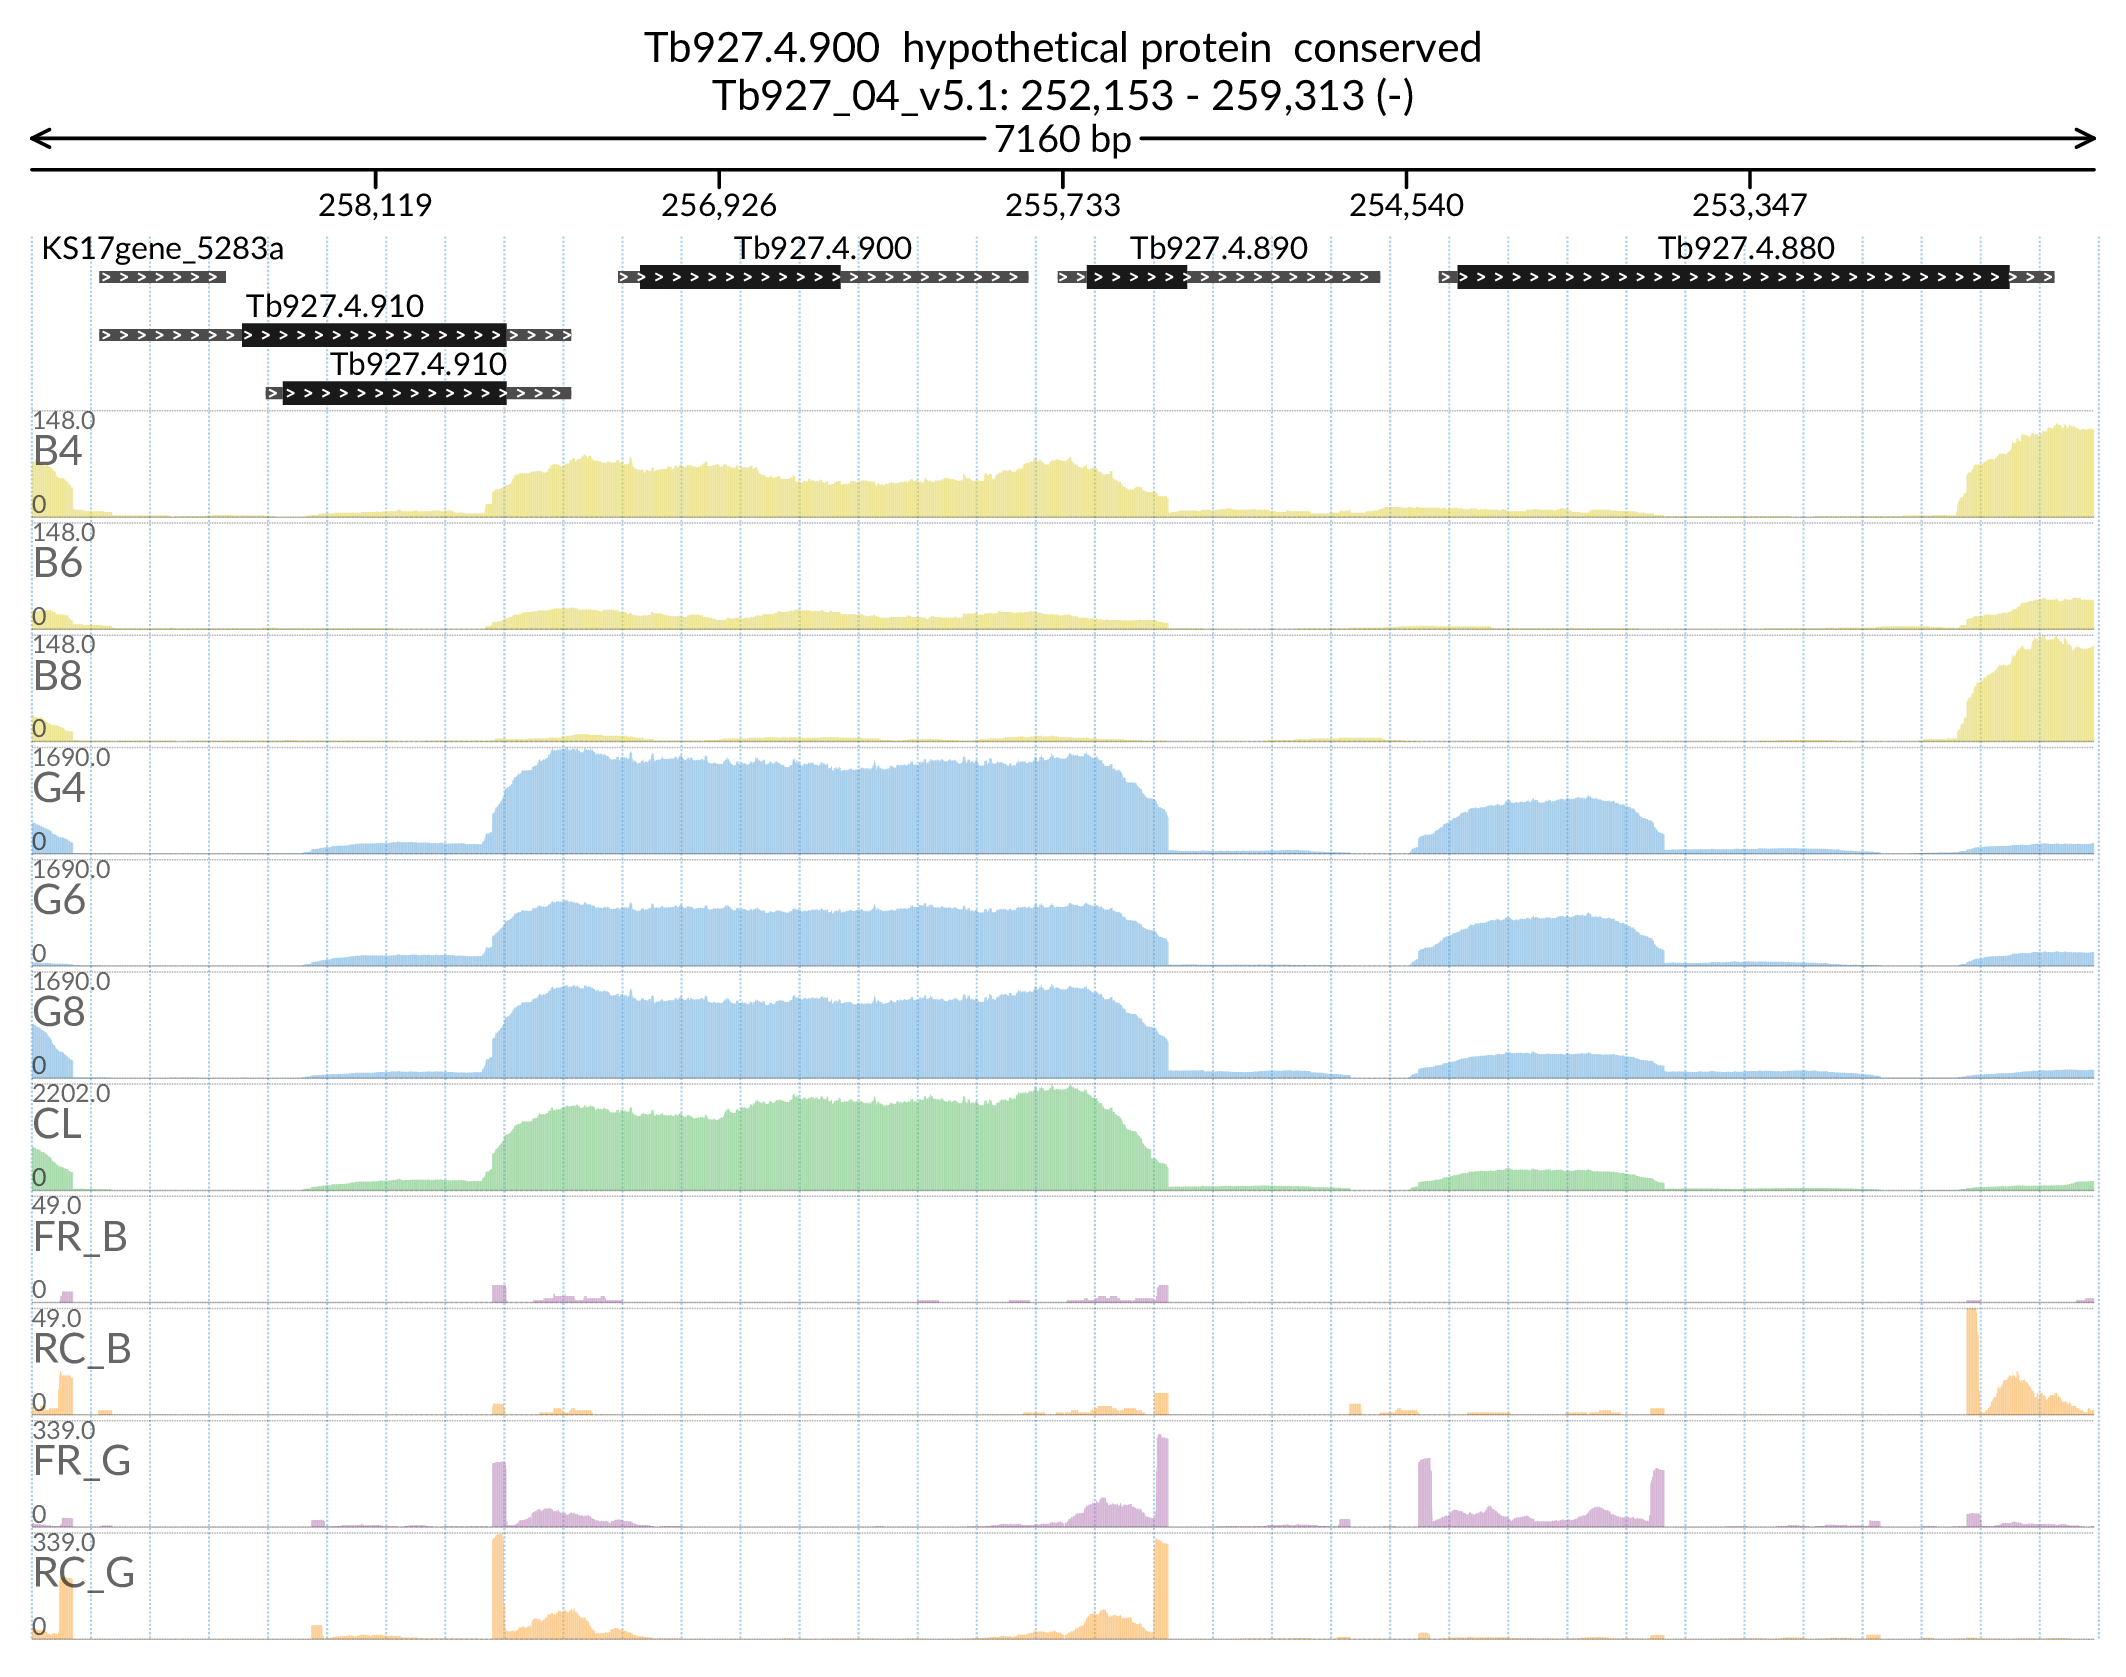 Tb927.4.900 hypothetical protein conserved
Tb927_04_v5.1: 252,153 - 259,313 (-)
7160 bp
258,119 256,926 255,733 254,540 253,347
KS17gene_5283a Tb927.4.900 Tb927.4.890 Tb927.4.880
Tb927.4.910
Tb927.4.910
148.0
B4
0
148.0
B6
0
148.0
B8
0
1690.0
G4
0
1690.0
G6
0
1690.0
G8
0
2202.0
CL
0
49.0
FR_B
0
49.0
RC_B
0
339.0
FR_G
0
339.0
RC_G
0